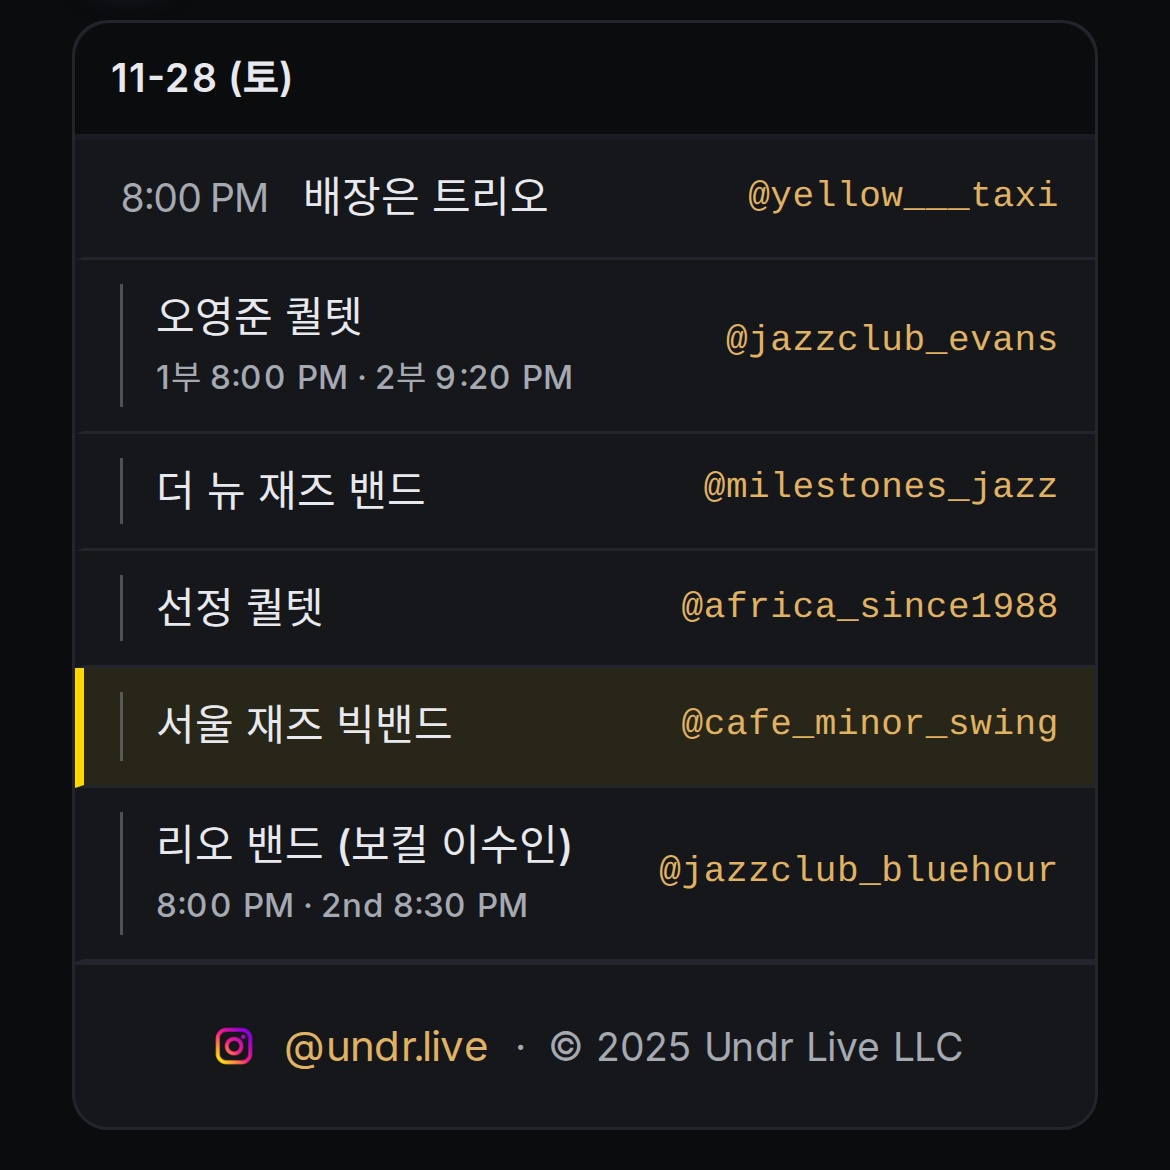 11-28 (토)
8:00 PM 배장은 트리오 @yellow___taxi
오영준 퀄텟 @jazzclub_evans
1부 8:00 PM · 2부 9:20 PM
더 뉴 재즈 밴드 @milestones_jazz
선정 퀄텟 @africa_since1988
서울 재즈 빅밴드 @cafe_minor_swing
리오 밴드 (보컬 이수인) @jazzclub_bluehour
8:00 PM · 2nd 8:30 PM
@undr.live · © 2025 Undr Live LLC